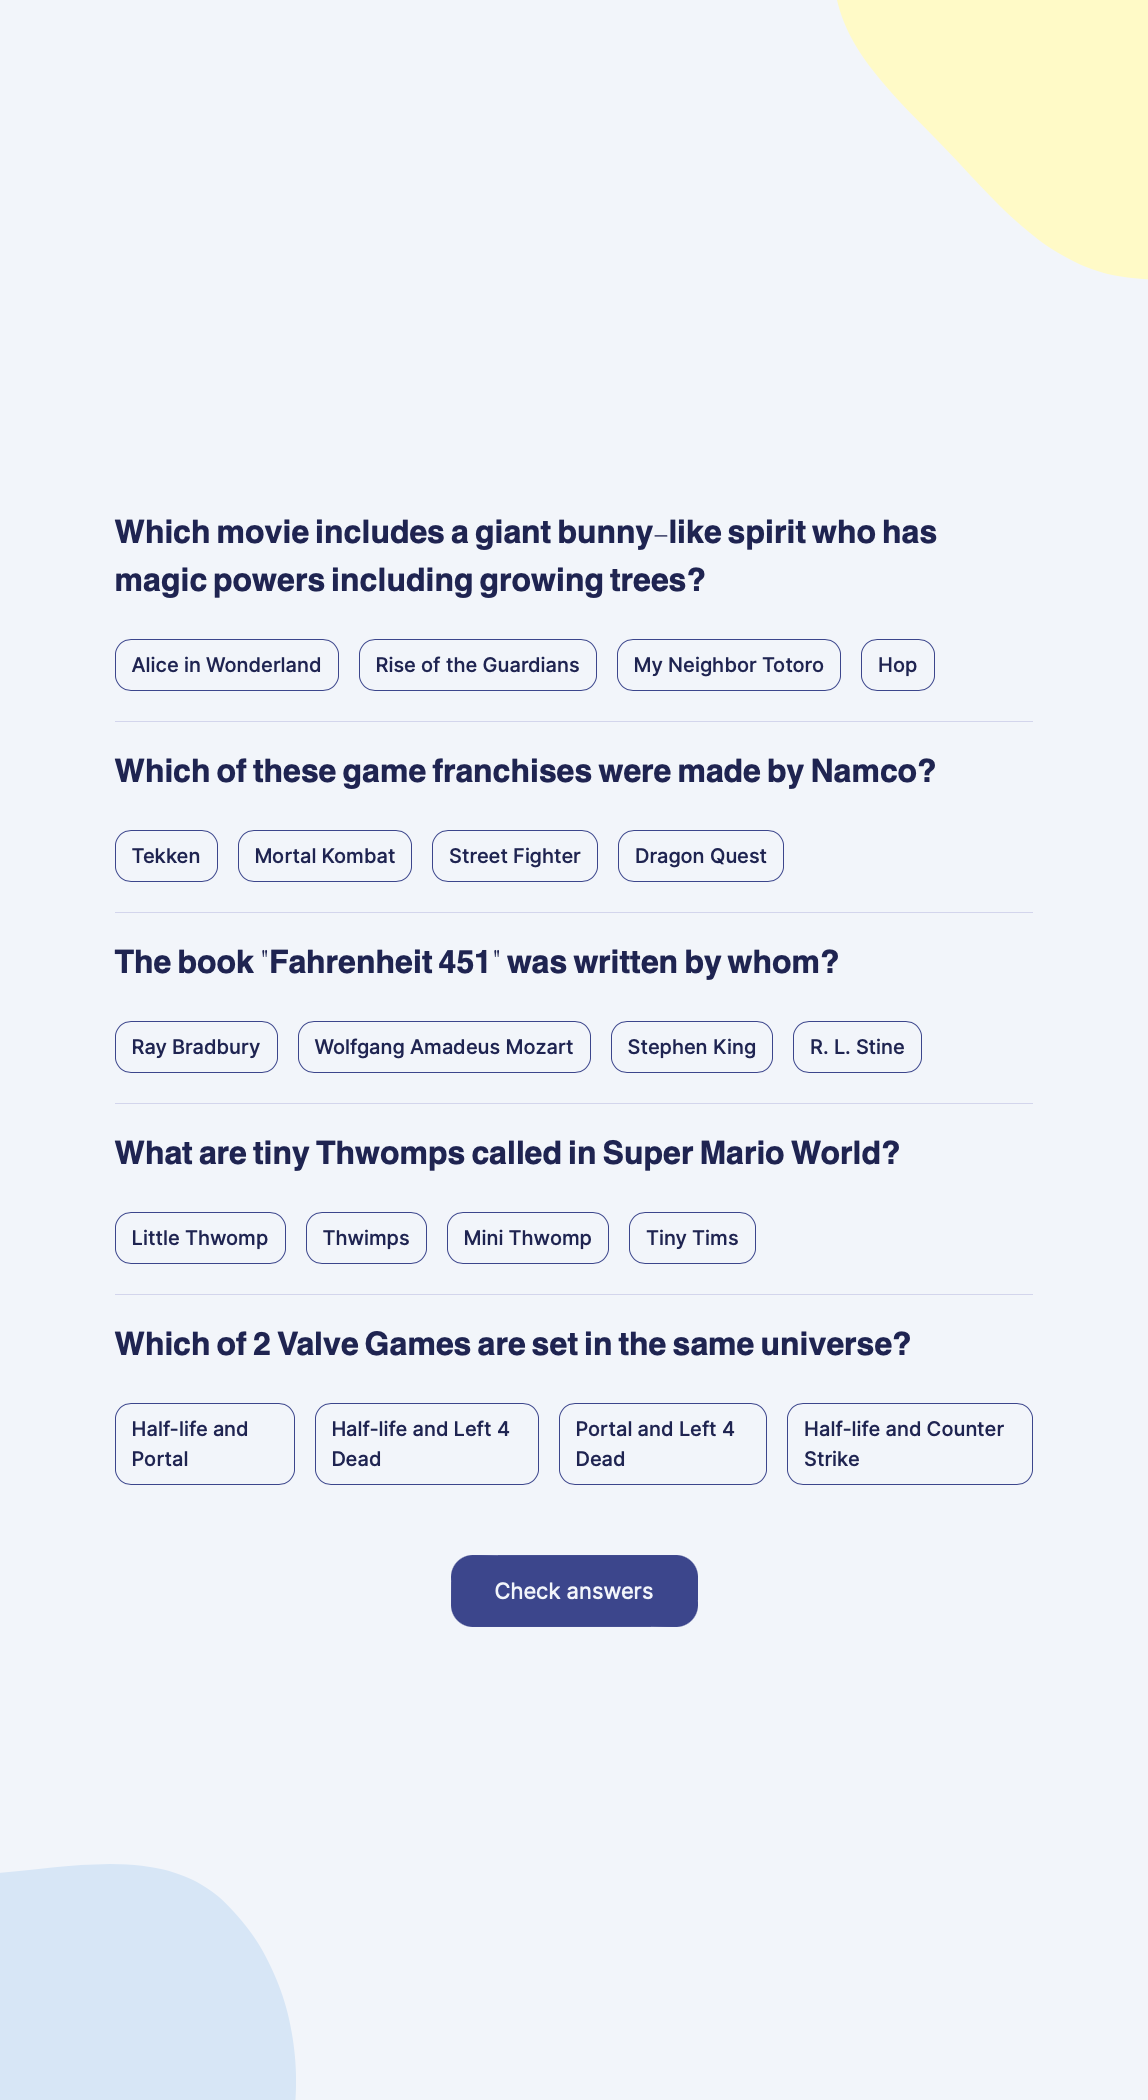 Which movie includes a giant bunny-like spirit who has
magic powers including growing trees?
Alice in Wonderland
Rise of the Guardians
My Neighbor Totoro
Hop
Which of these game franchises were made by Namco?
Tekken
Mortal Kombat
Street Fighter
Dragon Quest
The book "Fahrenheit 451" was written by whom?
Ray Bradbury
Wolfgang Amadeus Mozart
Stephen King
R. L. Stine
What are tiny Thwomps called in Super Mario World?
Little Thwomp
Thwimps
Mini Thwomp
Tiny Tims
Which of 2 Valve Games are set in the same universe?
Half-life and
Portal
Half-life and Left 4
Dead
Portal and Left 4
Dead
Half-life and Counter
Strike
Check answers